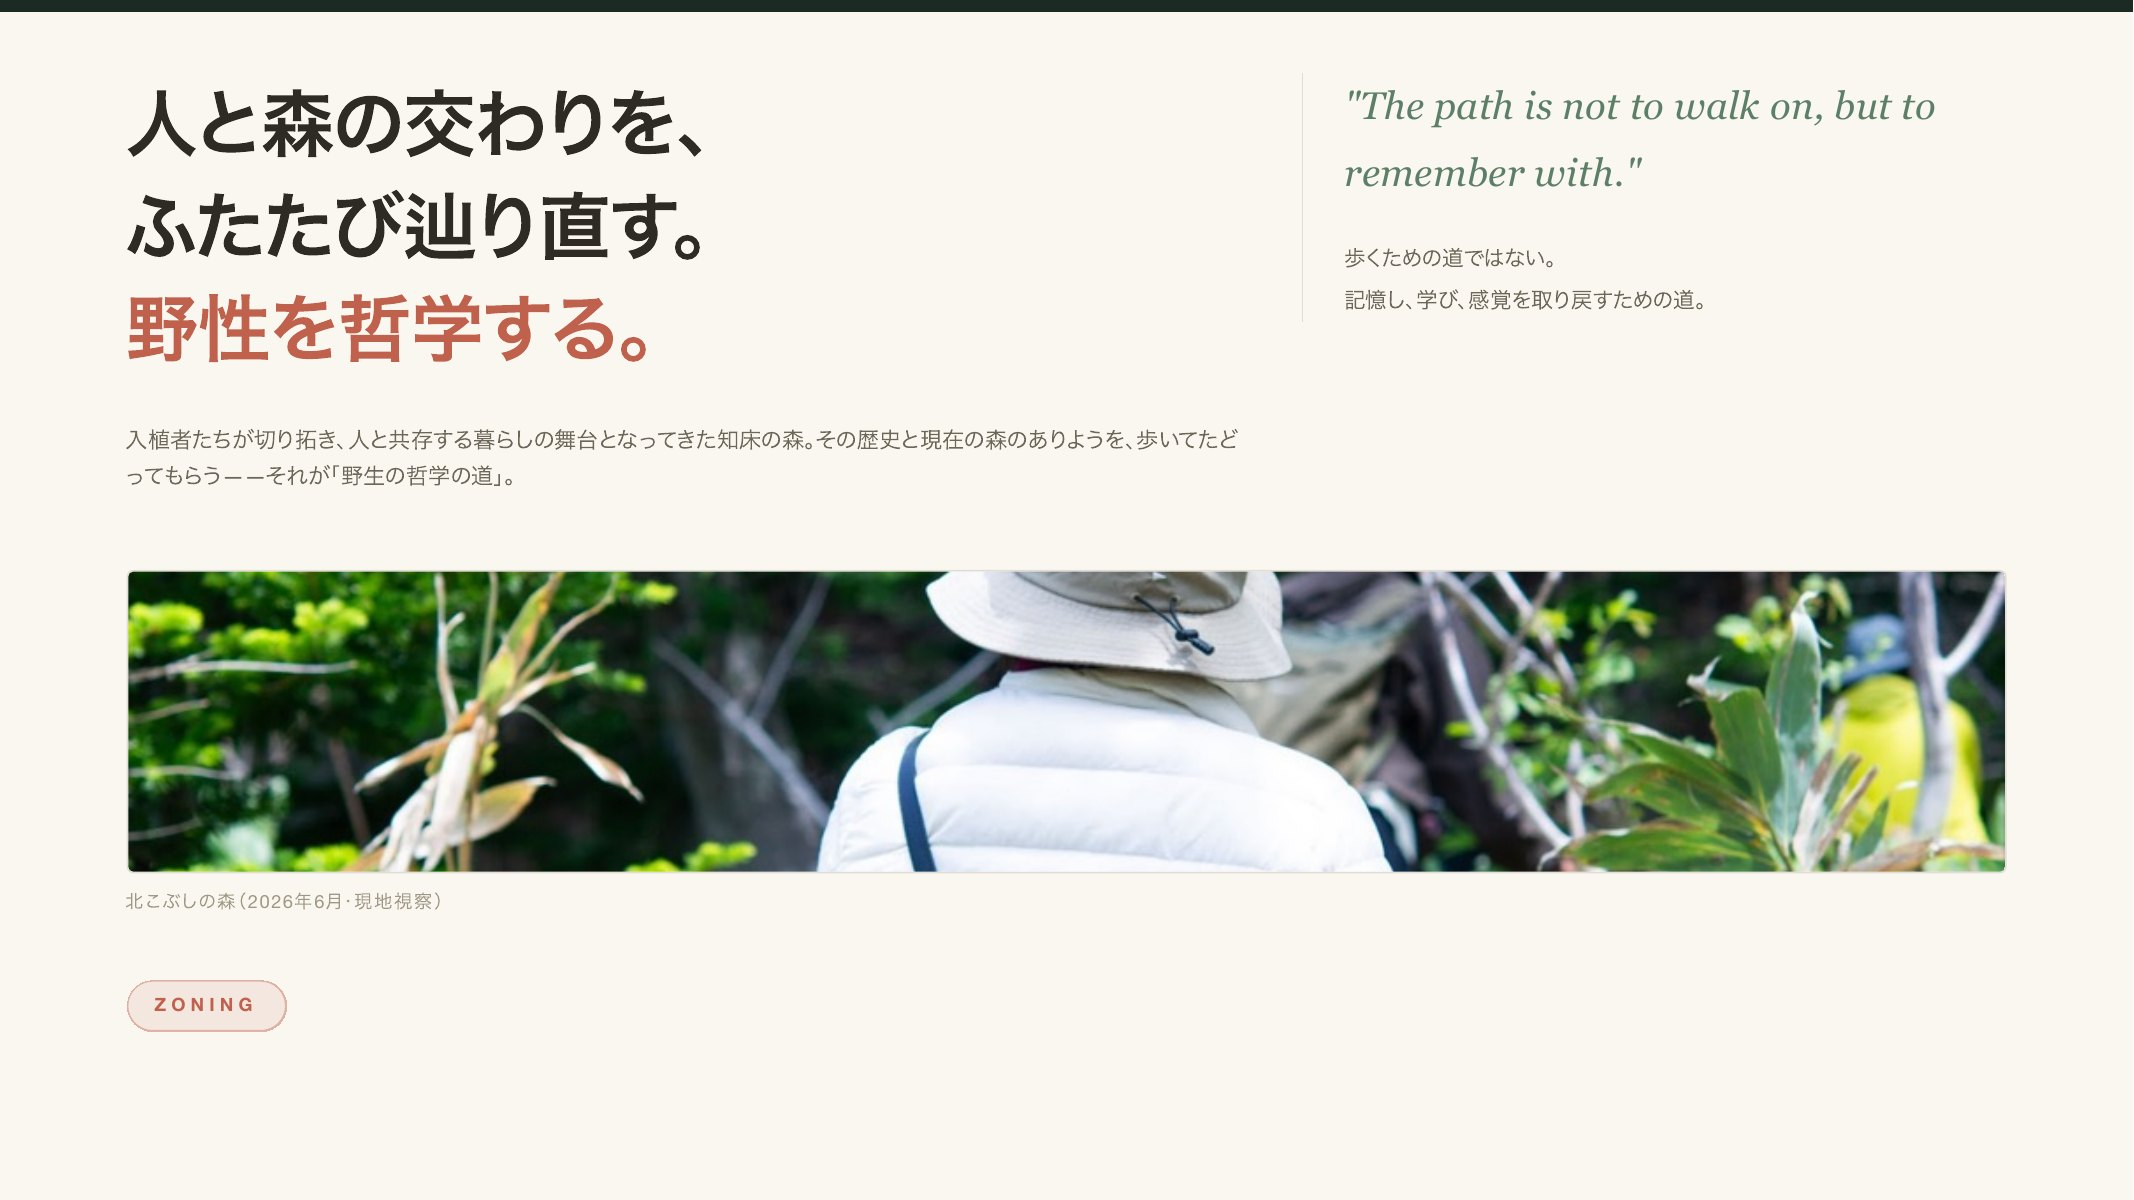 人と森の交わりを、
ふたたび辿り直す。
野性を哲学する。
入植者たちが切り拓き、人と共存する暮らしの舞台となってきた知床の森。その歴史と現在の森のありようを、歩いてたど
ってもらう——それが「野生の哲学の道」。
"The path is not to walk on, but to
remember with."
歩くための道ではない。
記憶し、学び、感覚を取り戻すための道。
北こぶしの森(2026年6月·現地視察)
ZONING